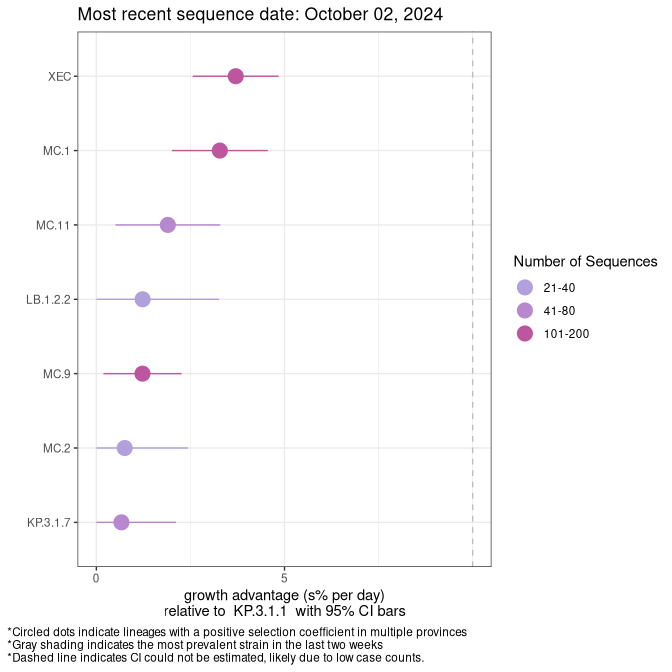 Most recent sequence date: October 02, 2024
XEC
MC.1
MC.11
LB.1.2.2
MC.9
MC.2
KP.3.1.7
0
5
growth advantage (s% per day)
relative to  KP.3.1.1  with 95% CI bars
Number of Sequences
21-40
41-80
101-200
*Circled dots indicate lineages with a positive selection coefficient in multiple provinces
*Gray shading indicates the most prevalent strain in the last two weeks
*Dashed line indicates CI could not be estimated, likely due to low case counts.